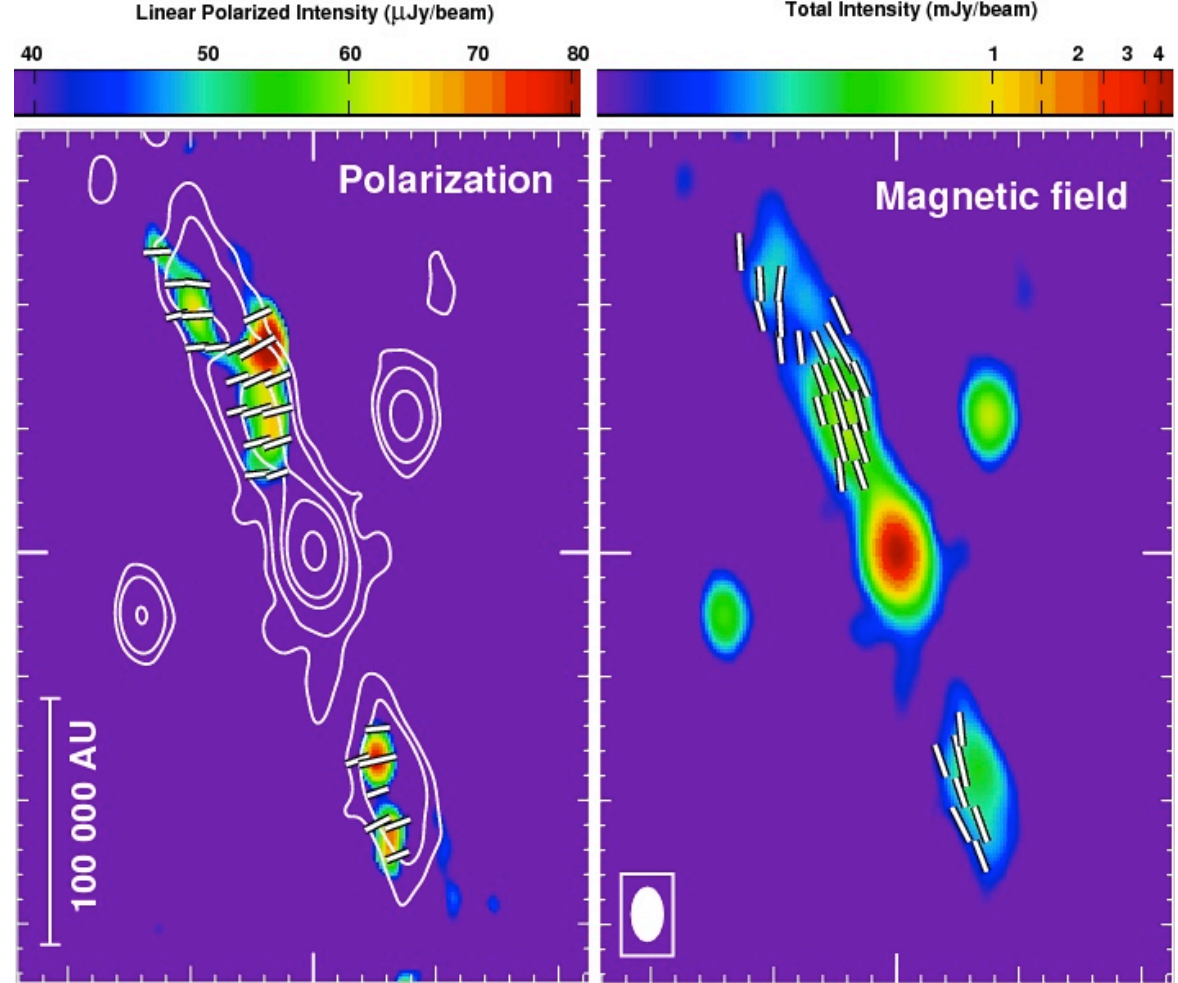 Linear Polarized Intensity (μJy/beam)
40 50 60 70 80
Polarization
100 000 AU
Total Intensity (mJy/beam)
1 2 3 4
Magnetic field